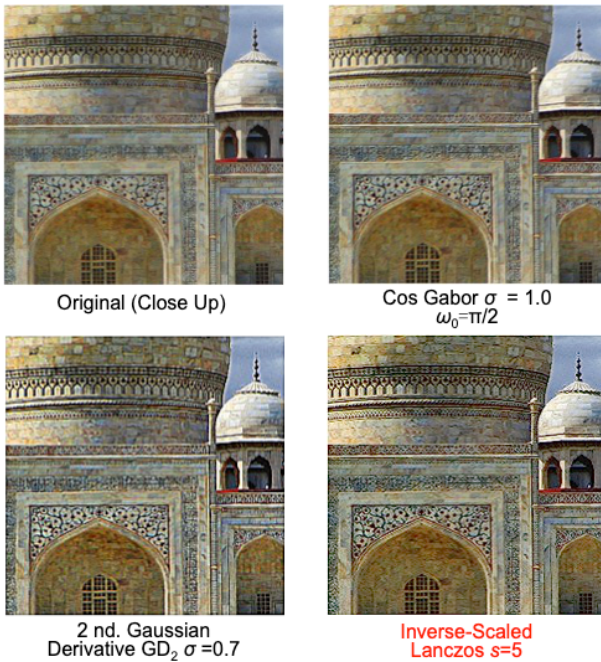 Original (Close Up)
Cos Gabor σ = 1.0
ω₀=π/2
2 nd. Gaussian
Derivative GD₂ σ=0.7
Inverse-Scaled
Lanczos s=5